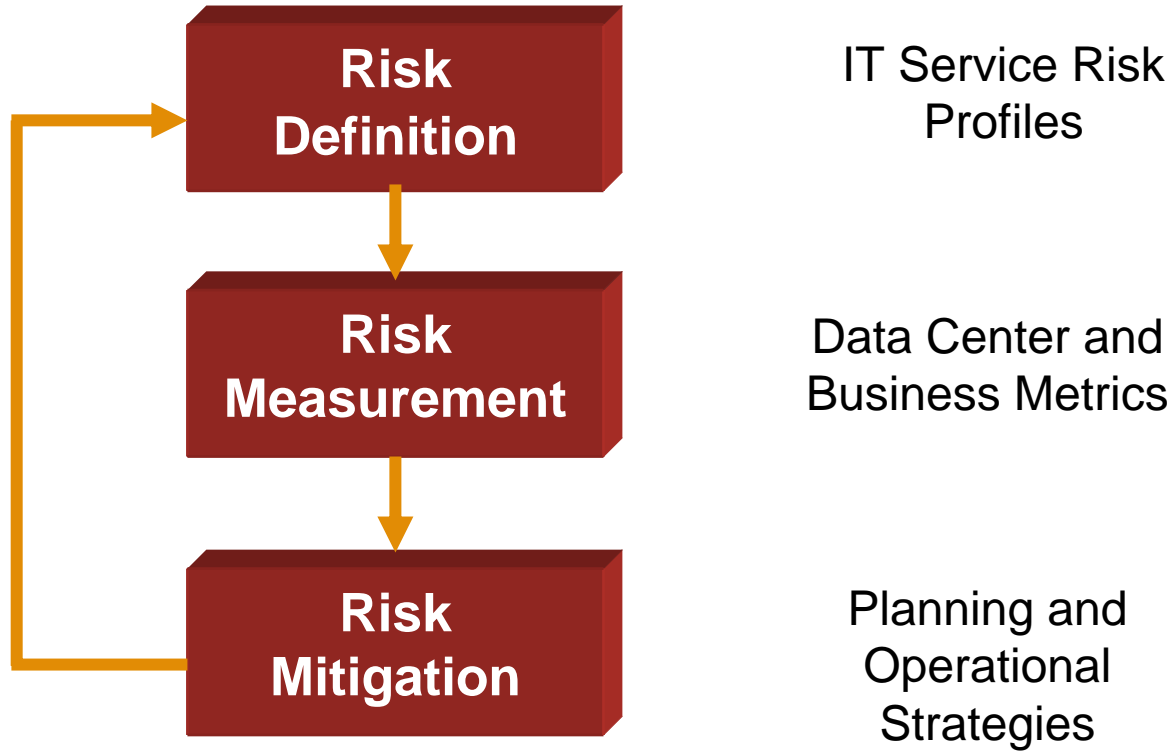 Risk
Definition
IT Service Risk
Profiles
Risk
Measurement
Data Center and
Business Metrics
Risk
Mitigation
Planning and
Operational
Strategies